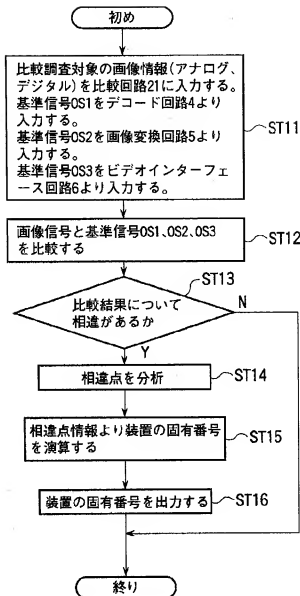 初め
比較調査対象の画像情報(アナログ、
デジタル)を比較回路21に入力する。
基準信号OS1をデコード回路4より
入力する。
基準信号OS2を画像変換回路5より
入力する。
基準信号OS3をビデオインターフェ
ース回路6より入力する。
ST11
画像信号と基準信号OS1、OS2、OS3
を比較する
ST12
ST13
比較結果について
相違があるか
N
Y
相違点を分析
ST14
相違点情報より装置の固有番号
を演算する
ST15
装置の固有番号を出力する
ST16
終り